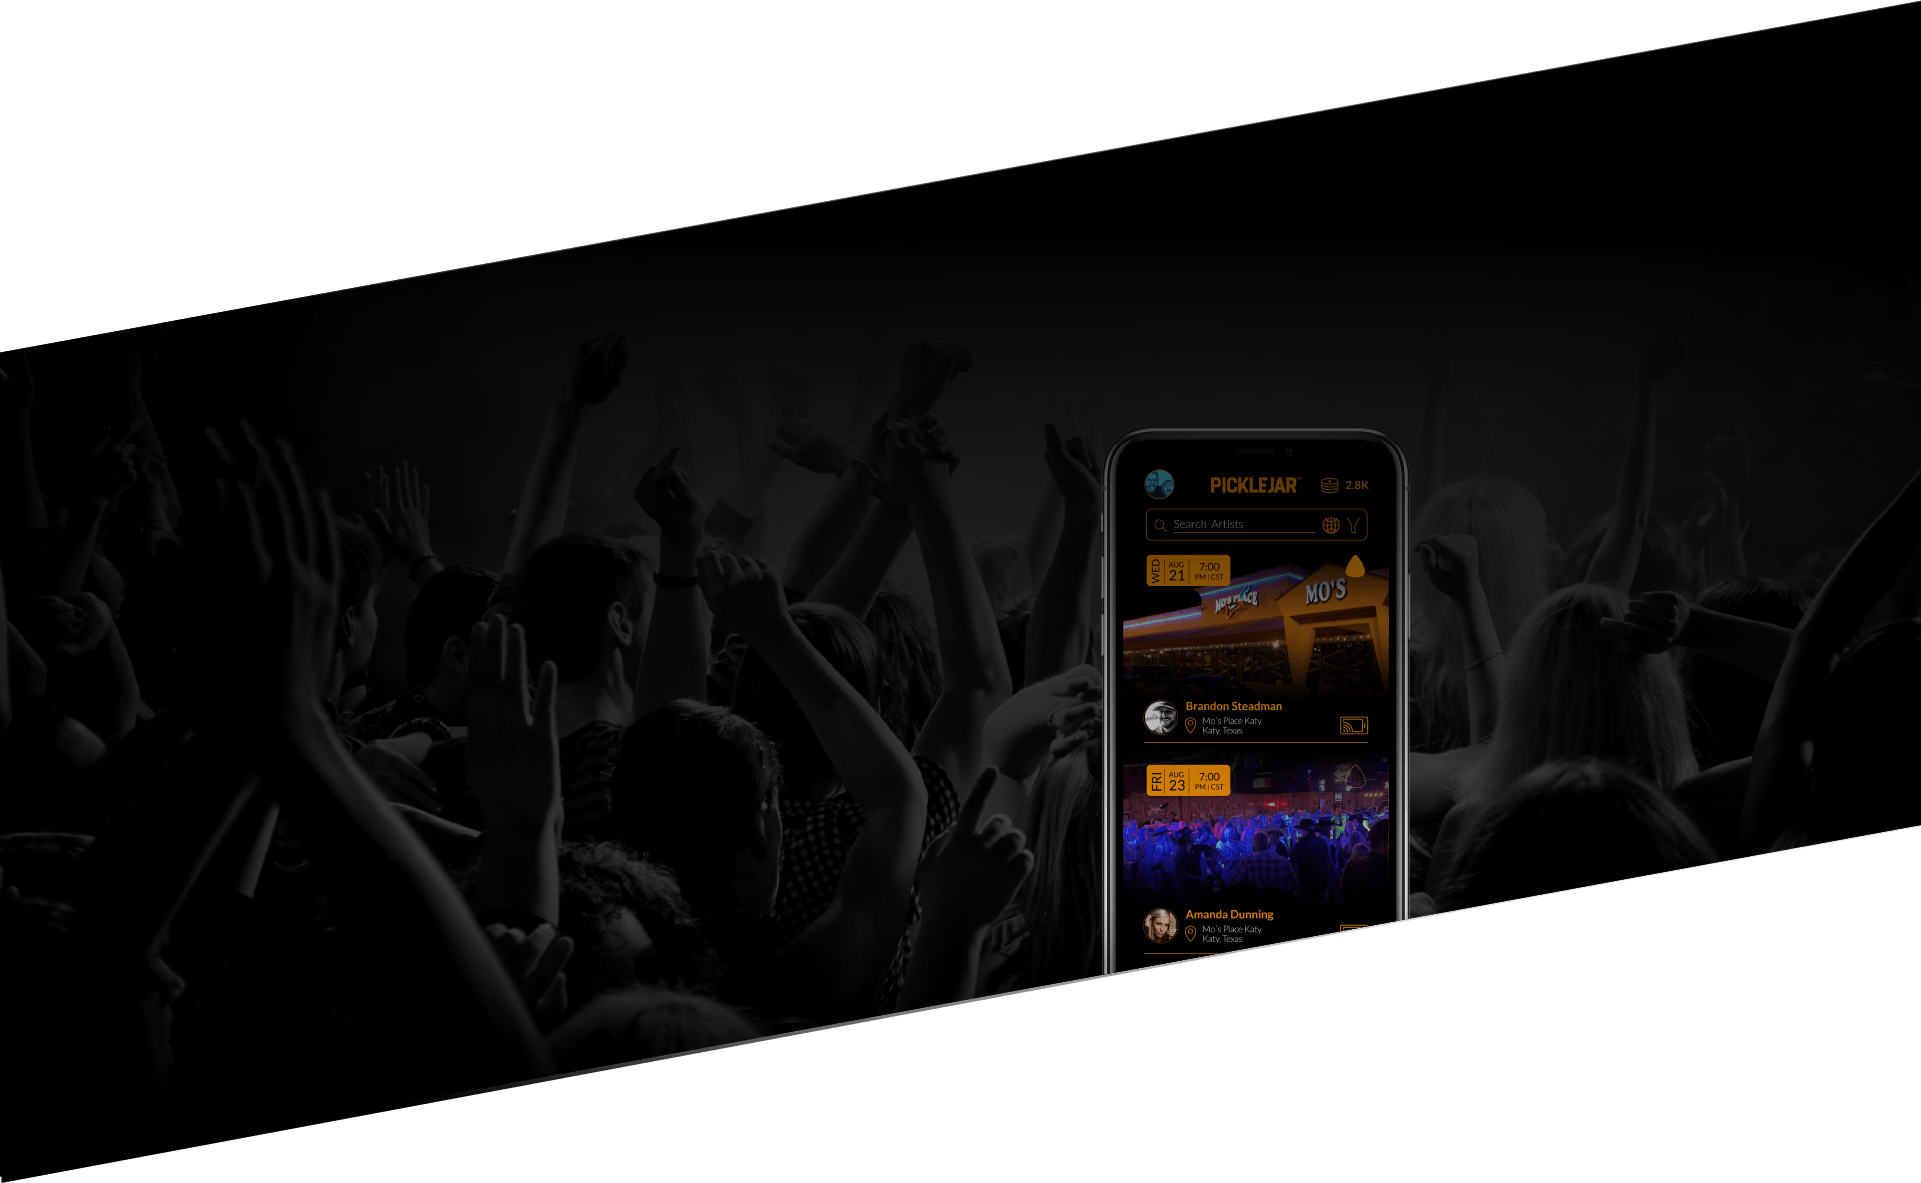 PICKLEJAR™ 2.8K
Search Artists
WED AUG 21 7:00 PM | CST
MO'S PLACE
MO'S
Brandon Steadman
Mo's Place Katy
Katy, Texas
FRI AUG 23 7:00 PM | CST
Amanda Dunning
Mo's Place Katy
Katy, Texas